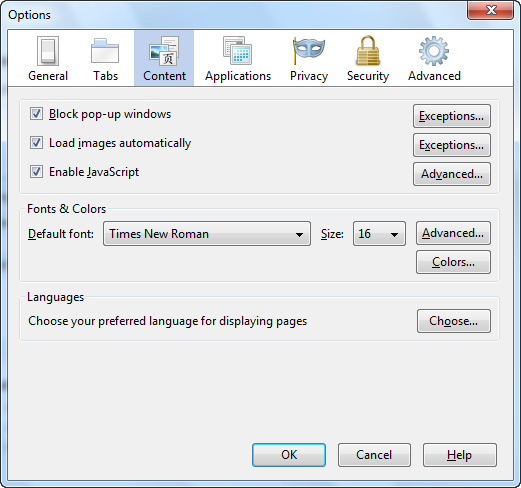 Options
General Tabs Content Applications Privacy Security Advanced
页
Block pop-up windows Exceptions...
Load images automatically Exceptions...
Enable JavaScript Advanced...
Fonts & Colors
Default font: Times New Roman Size: 16 Advanced...
Colors...
Languages
Choose your preferred language for displaying pages Choose...
OK Cancel Help